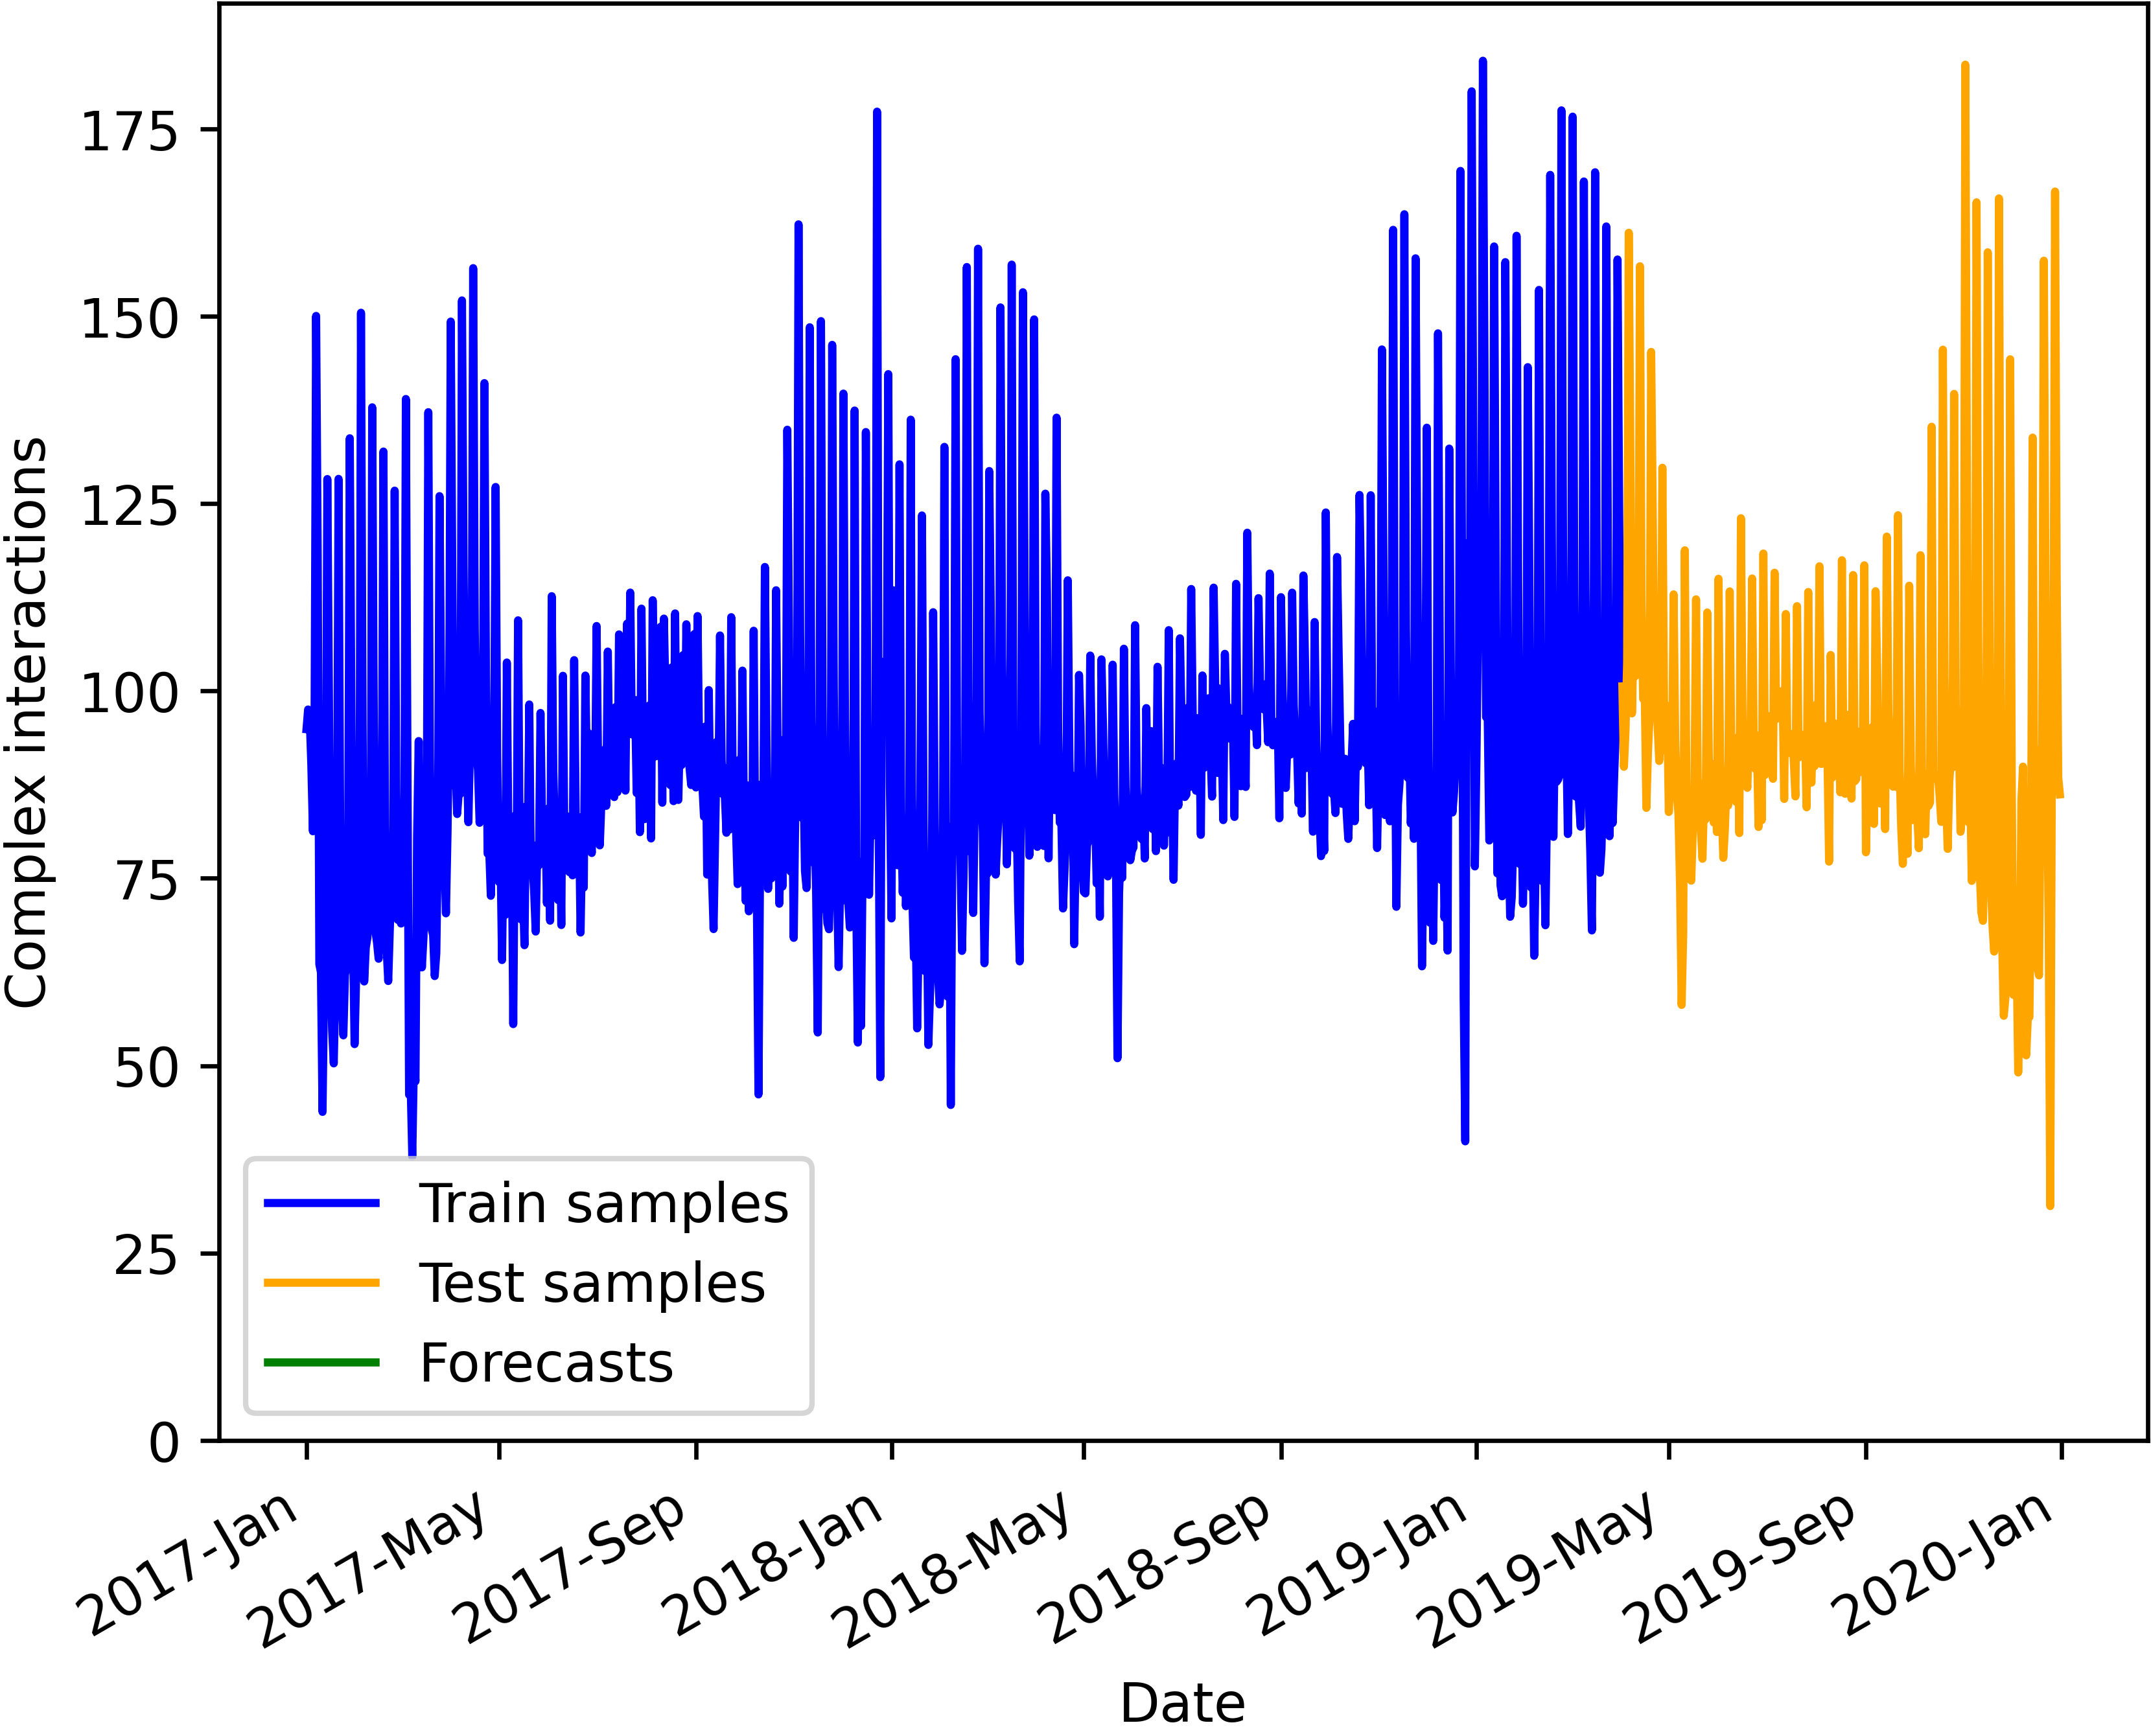 175
150
125
100
75
50
25
0
Complex interactions
Train samples
Test samples
Forecasts
2017-Jan
2017-May
2017-Sep
2018-Jan
2018-May
2018-Sep
2019-Jan
2019-May
2019-Sep
2020-Jan
Date